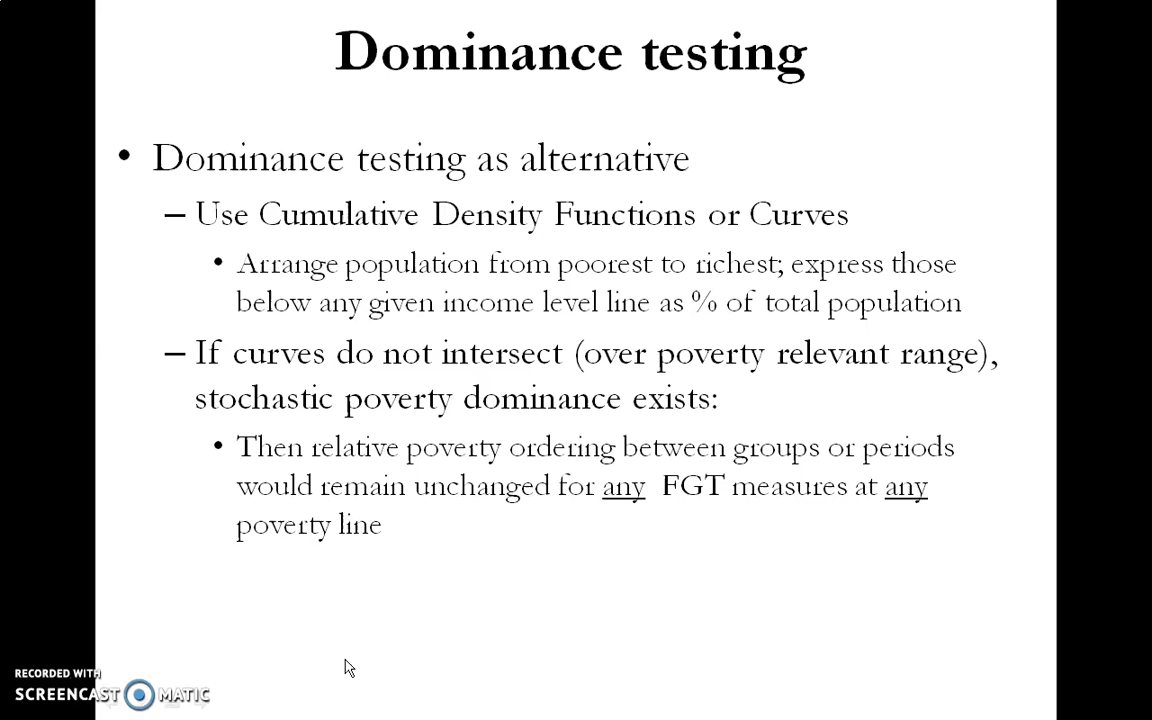 Dominance testing
• Dominance testing as alternative
– Use Cumulative Density Functions or Curves
• Arrange population from poorest to richest; express those
below any given income level line as % of total population
– If curves do not intersect (over poverty relevant range),
stochastic poverty dominance exists:
• Then relative poverty ordering between groups or periods
would remain unchanged for any FGT measures at any
poverty line
RECORDED WITH
SCREENCAST MATIC